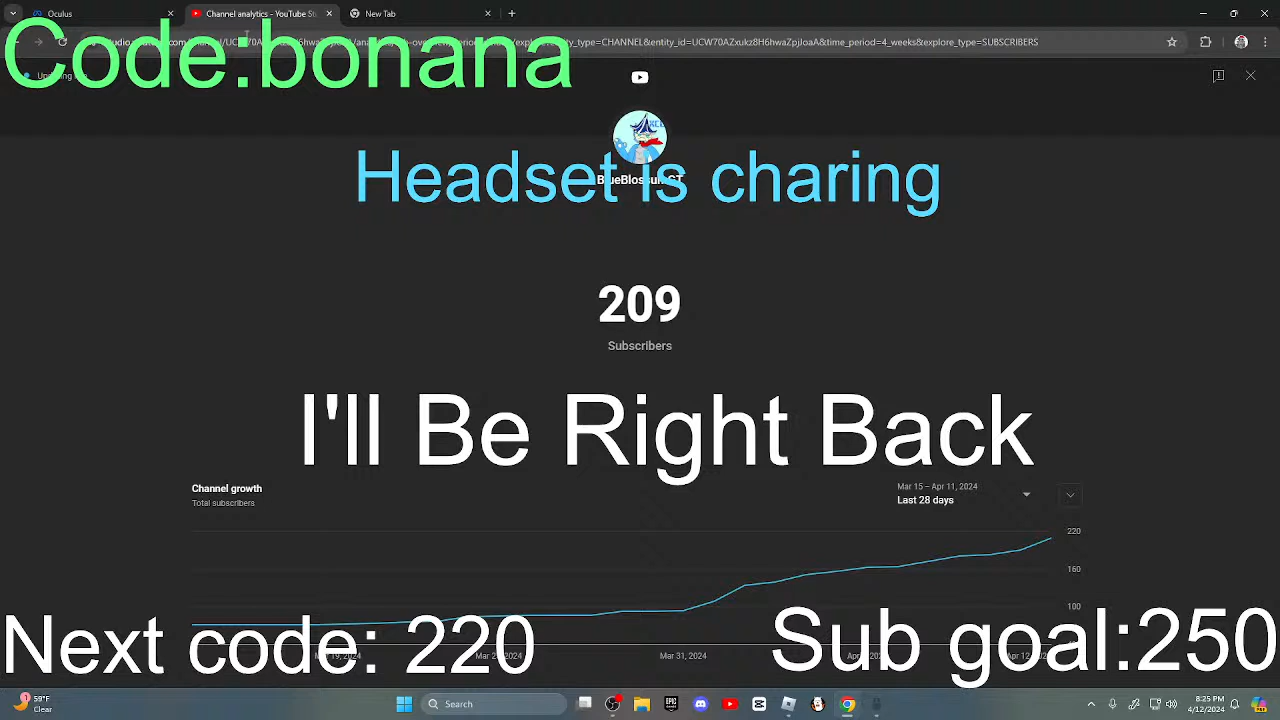 Oculus
Channel analytics - YouTube St
New Tab
Code:bonana
Headset is charing
209
Subscribers
I'll Be Right Back
Channel growth
Total subscribers
Mar 15 – Apr 11, 2024
Last 28 days
220
160
100
Mar 31, 2024
Next code: 220
Sub goal:250
59°F
Clear
Search
8:25 PM
4/12/2024